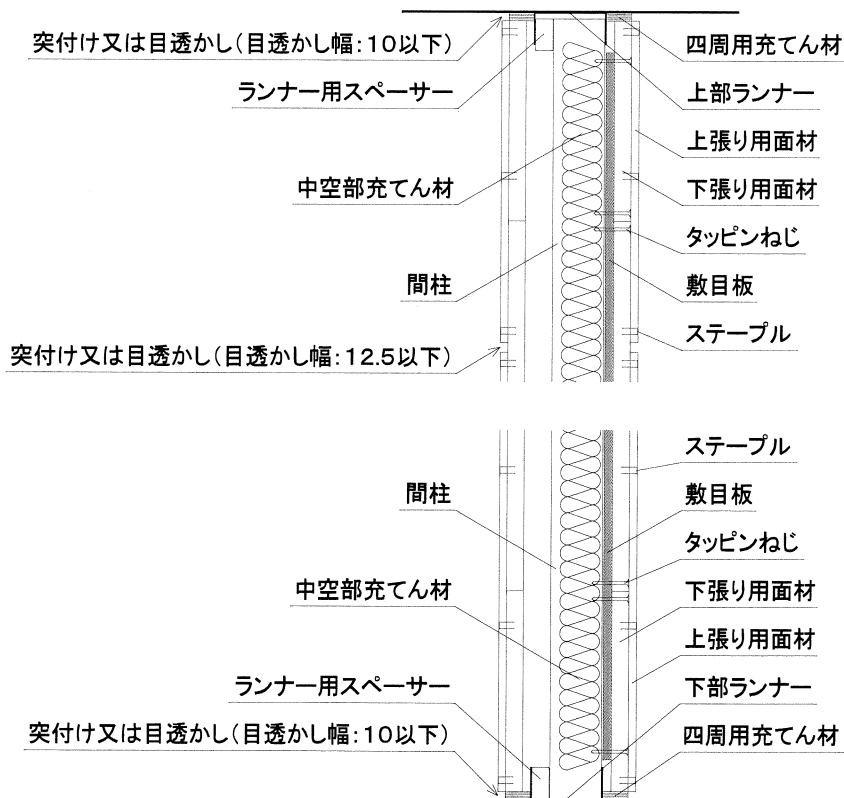 突付け又は目透かし(目透かし幅:10以下)
ランナー用スペーサー
中空部充てん材
間柱
突付け又は目透かし(目透かし幅:12.5以下)
四周用充てん材
上部ランナー
上張り用面材
下張り用面材
タッピンねじ
敷目板
ステープル
間柱
中空部充てん材
ランナー用スペーサー
突付け又は目透かし(目透かし幅:10以下)
ステープル
敷目板
タッピンねじ
下張り用面材
上張り用面材
下部ランナー
四周用充てん材